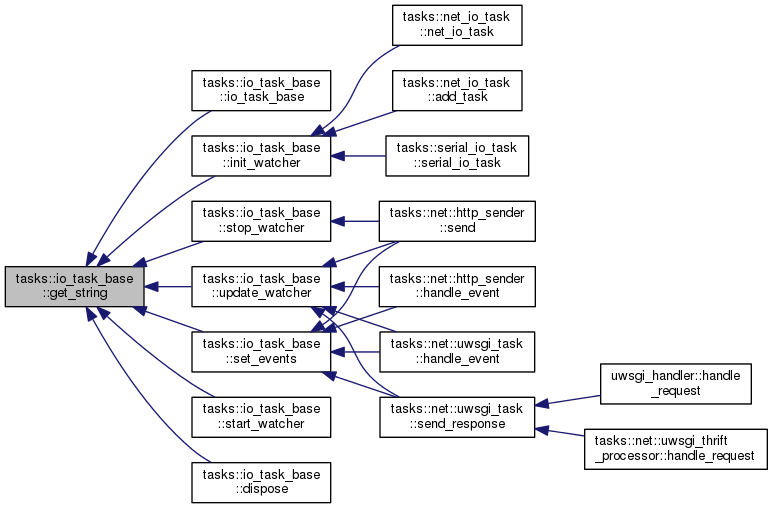 tasks::net_io_task
::net_io_task
tasks::io_task_base
::io_task_base
tasks::net_io_task
::add_task
tasks::io_task_base
::init_watcher
tasks::serial_io_task
::serial_io_task
tasks::io_task_base
::stop_watcher
tasks::net::http_sender
::send
tasks::io_task_base
::get_string
tasks::io_task_base
::update_watcher
tasks::net::http_sender
::handle_event
tasks::io_task_base
::set_events
tasks::net::uwsgi_task
::handle_event
tasks::io_task_base
::start_watcher
tasks::net::uwsgi_task
::send_response
uwsgi_handler::handle
_request
tasks::net::uwsgi_thrift
_processor::handle_request
tasks::io_task_base
::dispose